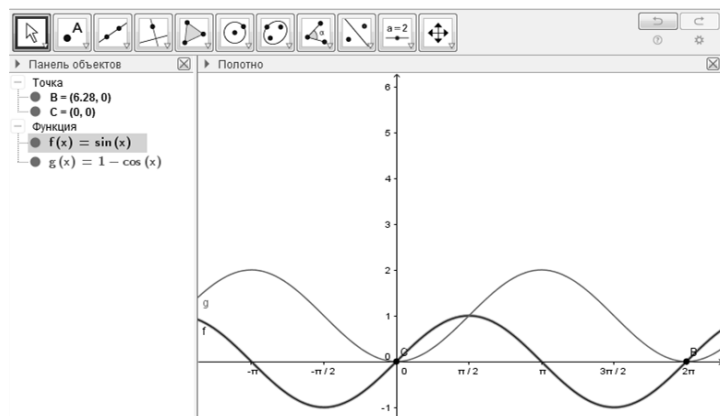 A
α
a=2
Панель объектов
Полотно
Точка
B = (6.28, 0)
C = (0, 0)
Функция
f(x) = sin(x)
g(x) = 1 − cos(x)
6
5
4
3
2
1
0
-1
g
f
C
B
-π
-π / 2
0
π / 2
π
3π / 2
2π